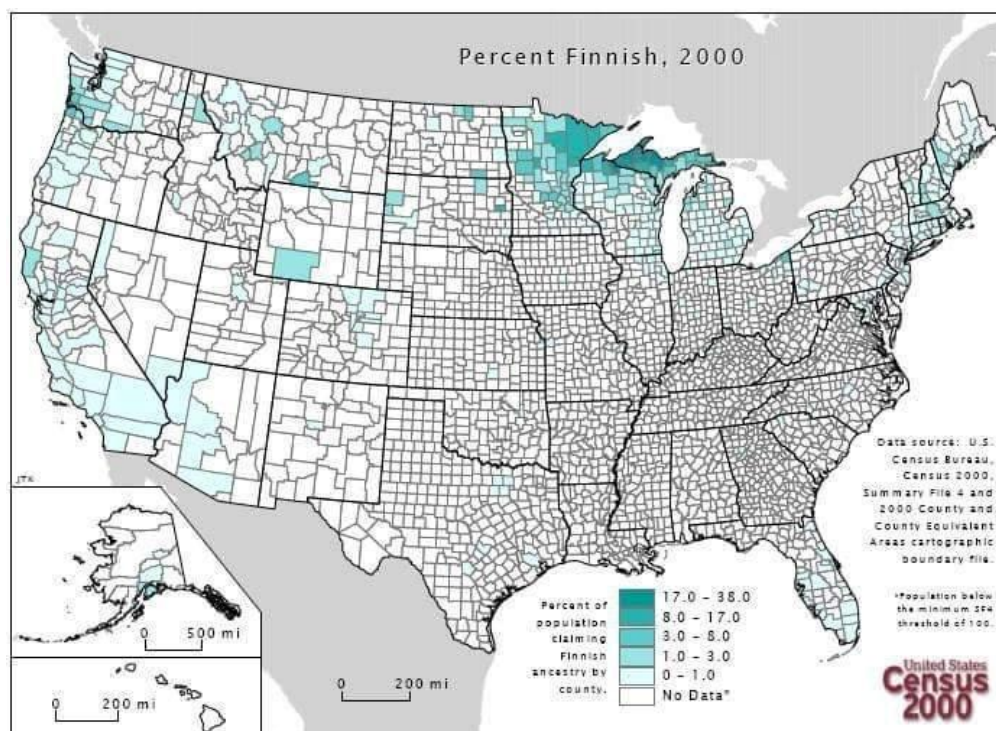 Percent Finnish, 2000
Data source: U.S.
Census Bureau,
Census 2000,
Summary File 4 and
2000 County and
County Equivalent
Areas cartographic
boundary file.
*Population below
the minimum SF4
threshold of 100.
JTK
0 500 mi
0 200 mi
0 200 mi
Percent of
population
claiming
Finnish
ancestry by
county.
17.0 – 38.0
8.0 – 17.0
3.0 – 8.0
1.0 – 3.0
0 – 1.0
No Data*
United States
Census
2000